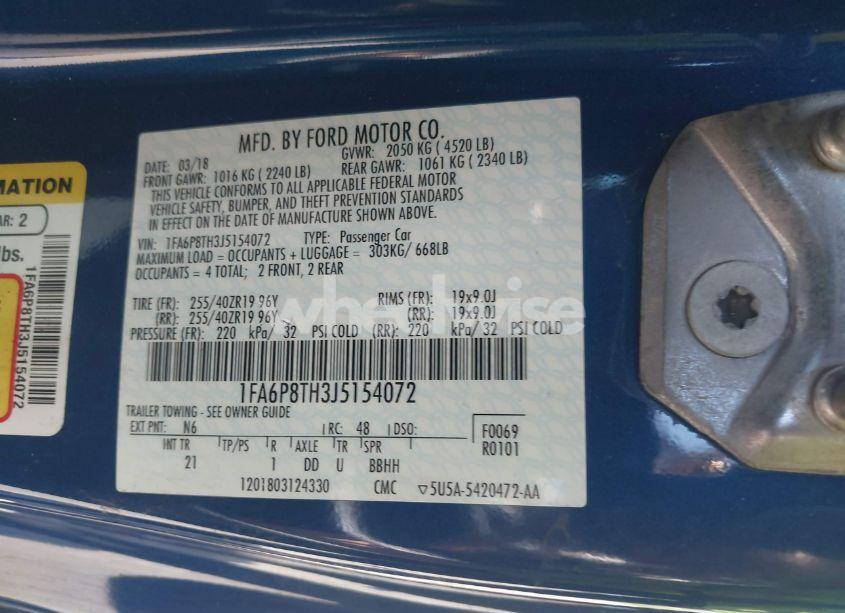 MFD. BY FORD MOTOR CO.
DATE: 03/18 GVWR: 2050 KG ( 4520 LB)
FRONT GAWR: 1016 KG ( 2240 LB) REAR GAWR: 1061 KG ( 2340 LB)
THIS VEHICLE CONFORMS TO ALL APPLICABLE FEDERAL MOTOR
VEHICLE SAFETY, BUMPER, AND THEFT PREVENTION STANDARDS
IN EFFECT ON THE DATE OF MANUFACTURE SHOWN ABOVE.
VIN: 1FA6P8TH3J5154072 TYPE: Passenger Car
MAXIMUM LOAD = OCCUPANTS + LUGGAGE = 303KG/ 668LB
OCCUPANTS = 4 TOTAL; 2 FRONT, 2 REAR
TIRE (FR): 255/40ZR19 96Y RIMS (FR): 19x9.0J
(RR): 255/40ZR19 96Y (RR): 19x9.0J
PRESSURE (FR): 220 kPa/ 32 PSI COLD (RR): 220 kPa/ 32 PSI COLD
1FA6P8TH3J5154072
TRAILER TOWING - SEE OWNER GUIDE
EXT PNT: N6 RC: 48 DSO: F0069
R0101
INT TR TP/PS R AXLE TR SPR
21 1 DD U BBHH
1201803124330 CMC ▽5U5A-5420472-AA
MATION
AR: 2
lbs.
1FA6P8TH3J5154072
wheelwise